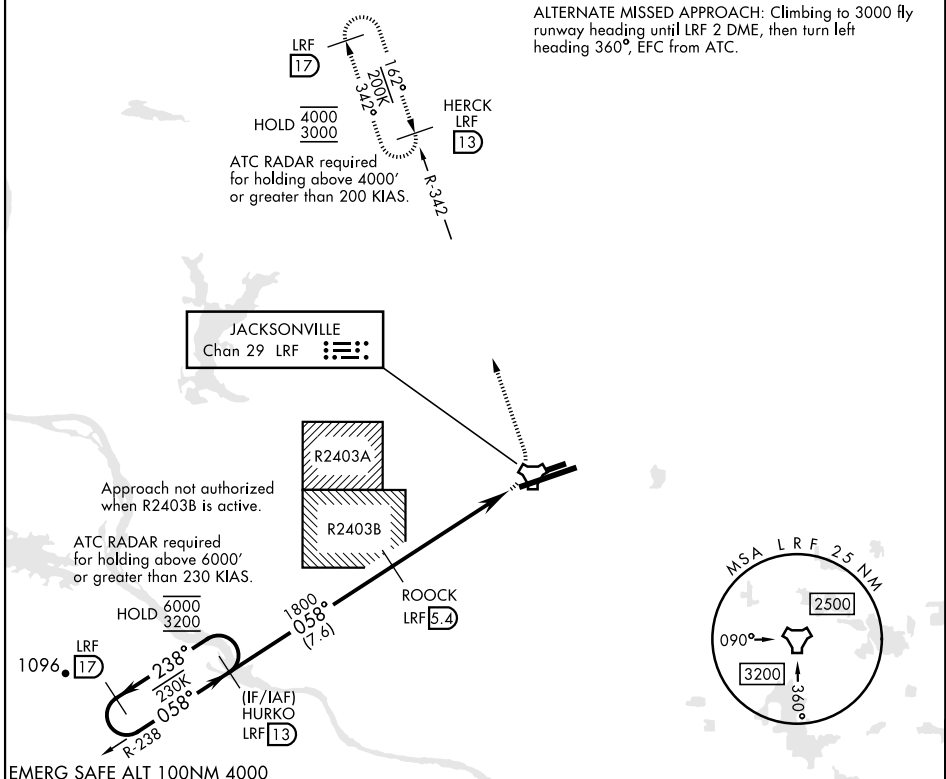 ALTERNATE MISSED APPROACH: Climbing to 3000 fly
runway heading until LRF 2 DME, then turn left
heading 360°, EFC from ATC.
LRF
17
162°
200K
342°
HERCK
LRF
13
HOLD 4000
3000
ATC RADAR required
for holding above 4000'
or greater than 200 KIAS.
R-342
JACKSONVILLE
Chan 29 LRF
R2403A
Approach not authorized
when R2403B is active.
R2403B
ATC RADAR required
for holding above 6000'
or greater than 230 KIAS.
HOLD 6000
3200
1800
058°
(7.6)
ROOCK
LRF 5.4
LRF
1096 17
238°
230K
058°
R-238
(IF/IAF)
HURKO
LRF 13
MSA LRF 25 NM
2500
090°
3200
360°
EMERG SAFE ALT 100NM 4000